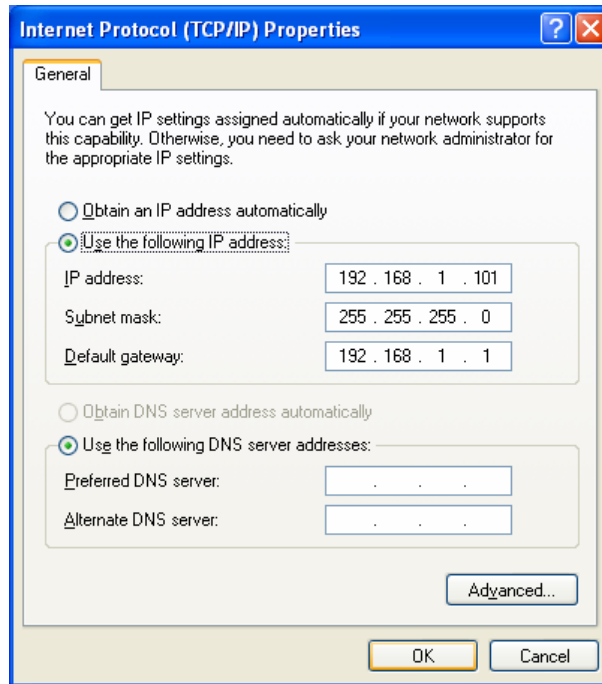 Internet Protocol (TCP/IP) Properties
General
You can get IP settings assigned automatically if your network supports
this capability. Otherwise, you need to ask your network administrator for
the appropriate IP settings.
Obtain an IP address automatically
Use the following IP address:
IP address: 192 . 168 . 1 . 101
Subnet mask: 255 . 255 . 255 . 0
Default gateway: 192 . 168 . 1 . 1
Obtain DNS server address automatically
Use the following DNS server addresses:
Preferred DNS server: . . .
Alternate DNS server: . . .
Advanced...
OK Cancel